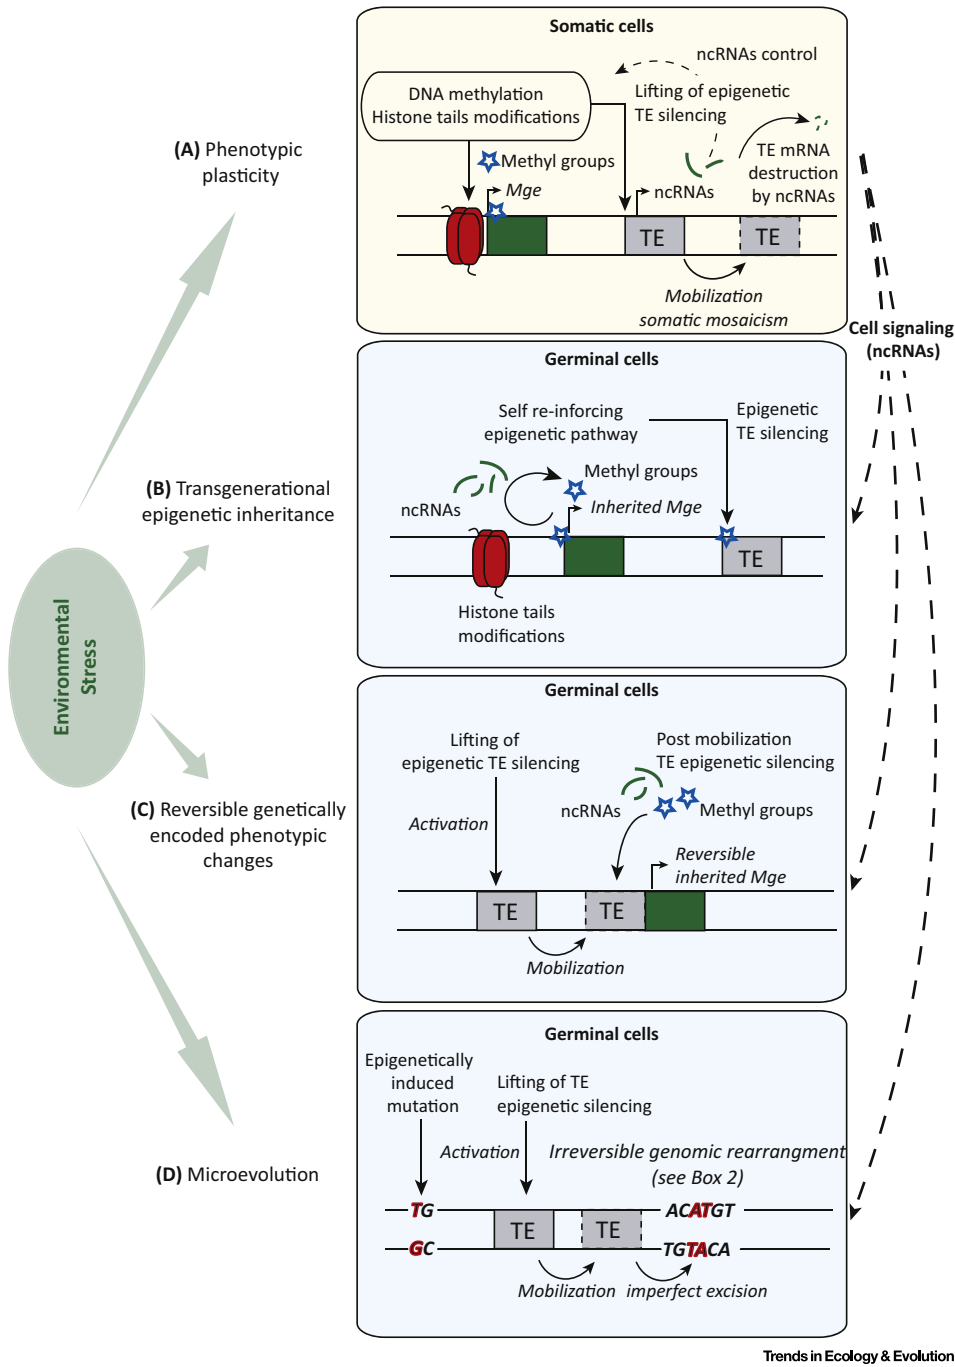 Somatic cells
ncRNAs control
DNA methylation
Histone tails modifications
Lifting of epigenetic
TE silencing
TE mRNA
destruction
by ncRNAs
Methyl groups
Mge
ncRNAs
TE
TE
Mobilization
somatic mosaicism
(A) Phenotypic
plasticity
Cell signaling
(ncRNAs)
Germinal cells
Self re-inforcing
epigenetic pathway
Epigenetic
TE silencing
Methyl groups
ncRNAs
Inherited Mge
TE
Histone tails
modifications
(B) Transgenerational
epigenetic inheritance
Environmental
Stress
Germinal cells
Lifting of
epigenetic TE silencing
Post mobilization
TE epigenetic silencing
ncRNAs
Methyl groups
Activation
Reversible
inherited Mge
TE
TE
Mobilization
(C) Reversible genetically
encoded phenotypic
changes
Germinal cells
Epigenetically
induced
mutation
Lifting of TE
epigenetic silencing
Activation
Irreversible genomic rearrangment
(see Box 2)
TG
ACATGT
TE
TE
GC
TGTACA
Mobilization
imperfect excision
(D) Microevolution
Trends in Ecology & Evolution